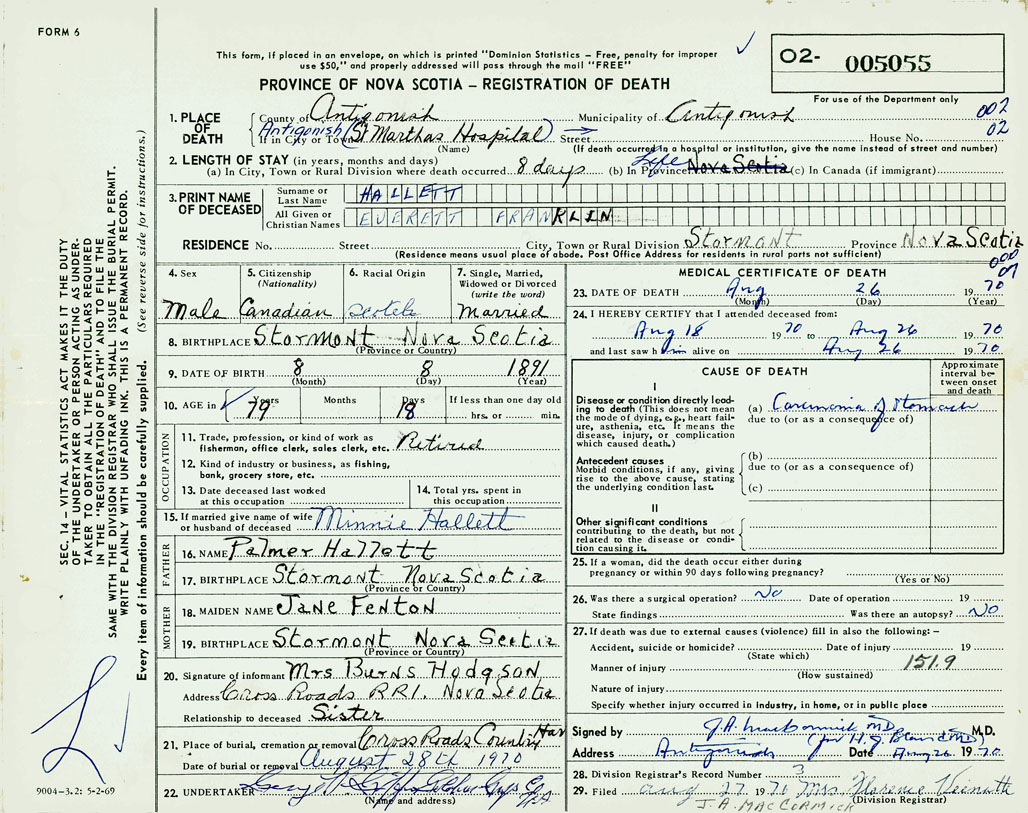 FORM 6
This form, if placed in an envelope, on which is printed "Dominion Statistics – Free, penalty for improper
use $50," and properly addressed will pass through the mail "FREE"
O2- 005055
PROVINCE OF NOVA SCOTIA – REGISTRATION OF DEATH
For use of the Department only
002
02
1. PLACE OF DEATH
County of Antigonish Municipality of Antigonish
Antigonish (St Marthas Hospital)
If in City or Town Street House No.
(Name) (If death occurred in a hospital or institution, give the name instead of street and number)
2. LENGTH OF STAY (in years, months and days)
(a) In City, Town or Rural Division where death occurred 8 days (b) In Province Life Nova Scotia (c) In Canada (if immigrant)
3. PRINT NAME OF DECEASED
Surname or Last Name HALLETT
All Given or Christian Names EVERETT FRANKLIN
RESIDENCE No. Street City, Town or Rural Division Stormont Province Nova Scotia
(Residence means usual place of abode. Post Office Address for residents in rural parts not sufficient)
000
07
4. Sex
Male
5. Citizenship
(Nationality)
Canadian
6. Racial Origin
7. Single, Married,
Widowed or Divorced
(write the word)
Married
8. BIRTHPLACE Stormont Nova Scotia
(Province or Country)
9. DATE OF BIRTH 8 8 1891
(Month) (Day) (Year)
10. AGE in Years Months Days If less than one day old
79 18 hrs. or min.
OCCUPATION
11. Trade, profession, or kind of work as
fisherman, office clerk, sales clerk, etc. Retired
12. Kind of industry or business, as fishing,
bank, grocery store, etc.
13. Date deceased last worked
at this occupation
14. Total yrs. spent in
this occupation
15. If married give name of wife
or husband of deceased Minnie Hallett
FATHER
16. NAME Palmer Hallett
17. BIRTHPLACE Stormont Nova Scotia
(Province or Country)
MOTHER
18. MAIDEN NAME Jane Fenton
19. BIRTHPLACE Stormont Nova Scotia
(Province or Country)
20. Signature of informant Mrs Burns Hodgson
Address Cross Roads RR1. Nova Scotia
Relationship to deceased Sister
21. Place of burial, cremation or removal Cross Roads Country Har
Date of burial or removal August 28th 1970
22. UNDERTAKER
(Name and address)
MEDICAL CERTIFICATE OF DEATH
23. DATE OF DEATH Aug 26 1970
(Month) (Day) (Year)
24. I HEREBY CERTIFY that I attended deceased from:
Aug 18 1970 to Aug 26 1970
and last saw him alive on Aug 26 1970
CAUSE OF DEATH
Approximate interval between onset and death
I
Disease or condition directly leading to death (This does not mean the mode of dying, e.g., heart failure, asthenia, etc. It means the disease, injury, or complication which caused death.)
(a) Carcinoma of Stomach
due to (or as a consequence of)
Antecedent causes
Morbid conditions, if any, giving rise to the above cause, stating the underlying condition last.
(b)
due to (or as a consequence of)
(c)
II
Other significant conditions
contributing to the death, but not related to the disease or condition causing it.
25. If a woman, did the death occur either during
pregnancy or within 90 days following pregnancy?
(Yes or No)
26. Was there a surgical operation? No Date of operation 19
State findings Was there an autopsy? No
27. If death was due to external causes (violence) fill in also the following: –
Accident, suicide or homicide? Date of injury 19
(State which)
151.9
Manner of injury
(How sustained)
Nature of injury
Specify whether injury occurred in industry, in home, or in public place
Signed by J.A. MacCormick MD M.D.
Address Antigonish Date Aug 26 1970
28. Division Registrar's Record Number 3
29. Filed Aug 27 1970 Mrs Florence
(Division Registrar)
J. A. MACCORMICK
SEC. 14 – VITAL STATISTICS ACT MAKES IT THE DUTY
OF THE UNDERTAKER OR PERSON ACTING AS UNDER-
TAKER TO OBTAIN ALL THE PARTICULARS REQUIRED
IN THE "REGISTRATION OF DEATH" AND TO FILE THE
SAME WITH THE DIVISION REGISTRAR WHO SHALL ISSUE THE BURIAL PERMIT.
WRITE PLAINLY WITH UNFADING INK. THIS IS A PERMANENT RECORD.
Every item of information should be carefully supplied. (See reverse side for instructions.)
9004-3.2: 5-2-69